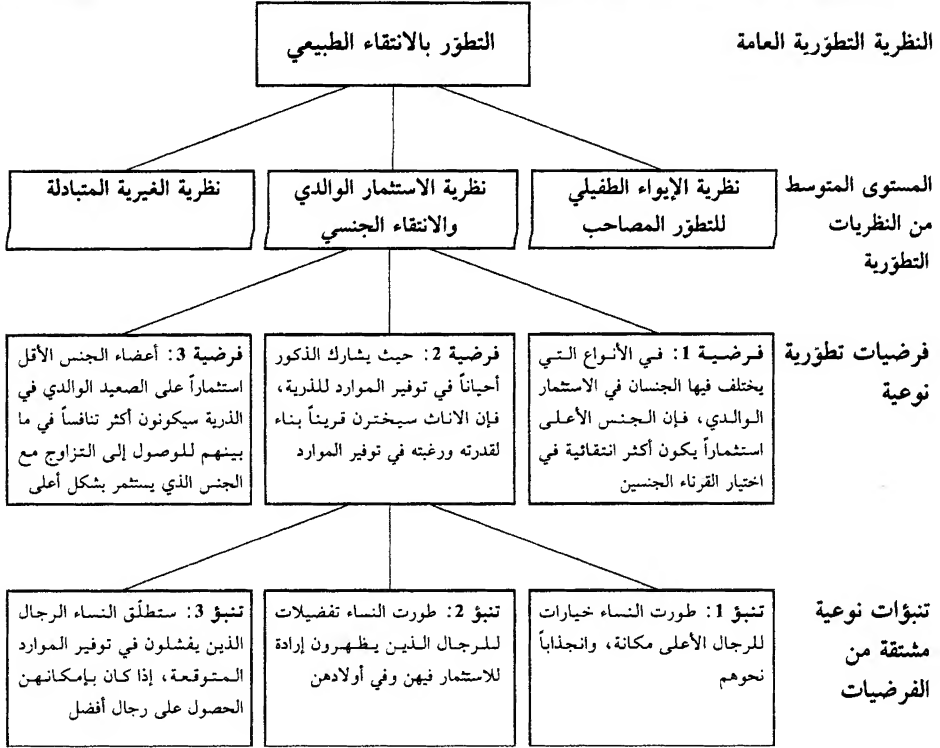 النظرية التطوّرية العامة
التطوّر بالانتقاء الطبيعي
المستوى المتوسط
من النظريات
التطوّرية
نظرية الإيواء الطفيلي
للتطوّر المصاحب
نظرية الاستثمار الوالدي
والانتقاء الجنسي
نظرية الغيرية المتبادلة
فرضيات تطوّرية
نوعية
فرضية 1: في الأنواع التي
يختلف فيها الجنسان في الاستثمار
الوالدي، فإن الجنس الأعلى
استثماراً يكون أكثر انتقائية في
اختيار القرناء الجنسين
فرضية 2: حيث يشارك الذكور
أحياناً في توفير الموارد للذرية،
فإن الاناث سيخترن قريناً بناء
لقدرته ورغبته في توفير الموارد
فرضية 3: أعضاء الجنس الأقل
استثماراً على الصعيد الوالدي في
الذرية سيكونون أكثر تنافساً في ما
بينهم للوصول إلى التزاوج مع
الجنس الذي يستثمر بشكل أعلى
تنبؤات نوعية
مشتقة من
الفرضيات
تنبؤ 1: طورت النساء خيارات
للرجال الأعلى مكانة، وانجذاباً
نحوهم
تنبؤ 2: طورت النساء تفضيلات
للرجال الذين يظهرون إرادة
للاستثمار فيهن وفي أولادهن
تنبؤ 3: ستطلّق النساء الرجال
الذين يفشلون في توفير الموارد
المتوقعة، إذا كان بإمكانهن
الحصول على رجال أفضل